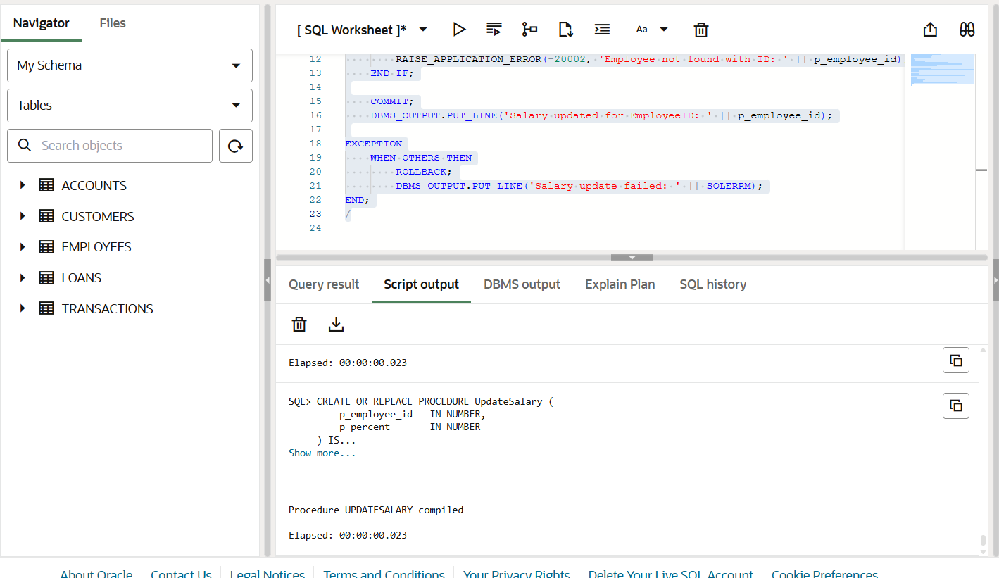 Navigator Files
My Schema
Tables
Search objects
ACCOUNTS
CUSTOMERS
EMPLOYEES
LOANS
TRANSACTIONS
[ SQL Worksheet ]* Aa
12 RAISE_APPLICATION_ERROR(-20002, 'Employee not found with ID: ' || p_employee_id);
13 END IF;
14
15 COMMIT;
16 DBMS_OUTPUT.PUT_LINE('Salary updated for EmployeeID: ' || p_employee_id);
17
18 EXCEPTION
19 WHEN OTHERS THEN
20 ROLLBACK;
21 DBMS_OUTPUT.PUT_LINE('Salary update failed: ' || SQLERRM);
22 END;
23 /
24
Query result Script output DBMS output Explain Plan SQL history
Elapsed: 00:00:00.023
SQL> CREATE OR REPLACE PROCEDURE UpdateSalary (
p_employee_id IN NUMBER,
p_percent IN NUMBER
) IS...
Show more...
Procedure UPDATESALARY compiled
Elapsed: 00:00:00.023
About Oracle Contact Us Legal Notices Terms and Conditions Your Privacy Rights Delete Your Live SQL Account Cookie Preferences